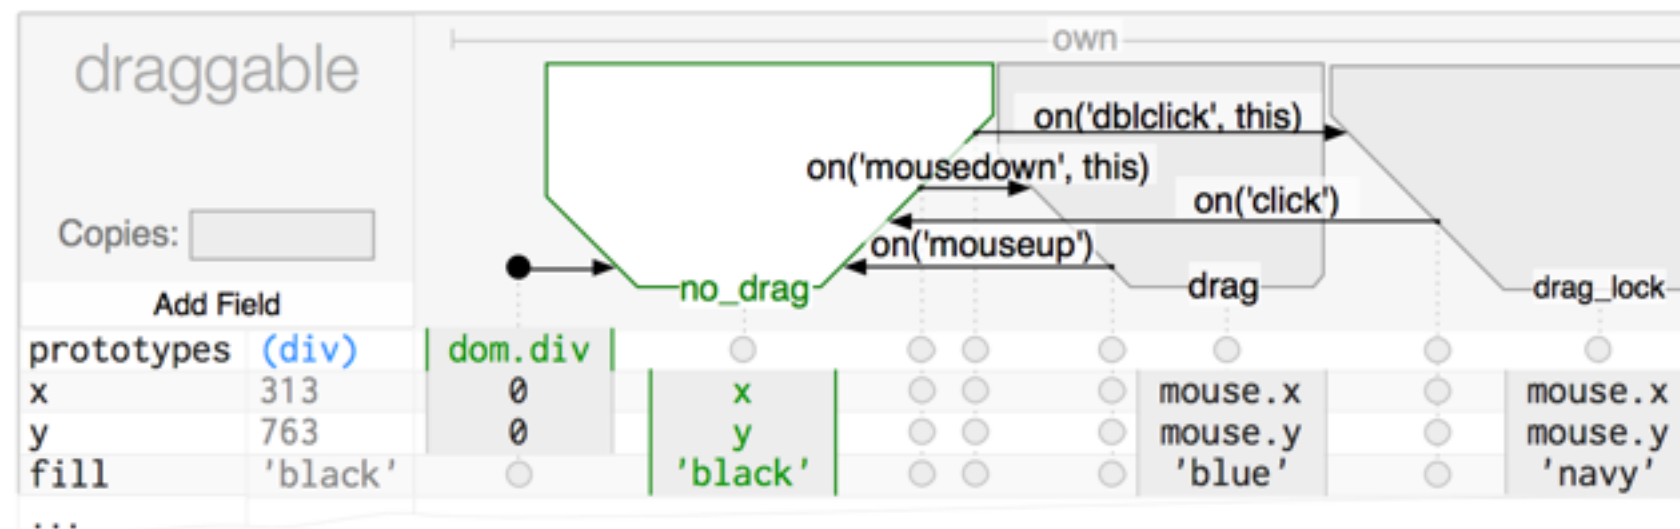 own
draggable
on('dblclick', this)
on('mousedown', this)
on('click')
Copies:
on('mouseup')
no_drag drag drag_lock
Add Field
prototypes (div) dom.div
x 313 0 x mouse.x mouse.x
y 763 0 y mouse.y mouse.y
fill 'black' 'black' 'blue' 'navy'
...